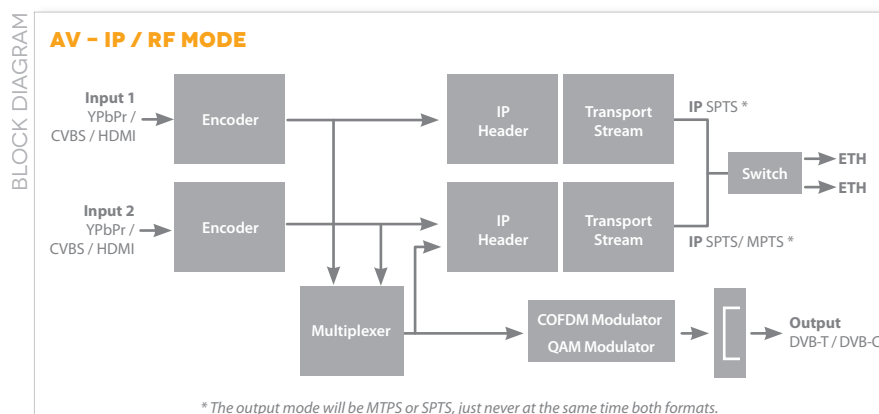 BLOCK DIAGRAM
AV – IP / RF MODE
Input 1
YPbPr /
CVBS / HDMI
Encoder
IP
Header
Transport
Stream
IP SPTS *
Switch
ETH
ETH
Input 2
YPbPr /
CVBS / HDMI
Encoder
IP
Header
Transport
Stream
IP SPTS/ MPTS *
Multiplexer
COFDM Modulator
QAM Modulator
Output
DVB-T / DVB-C
* The output mode will be MTPS or SPTS, just never at the same time both formats.